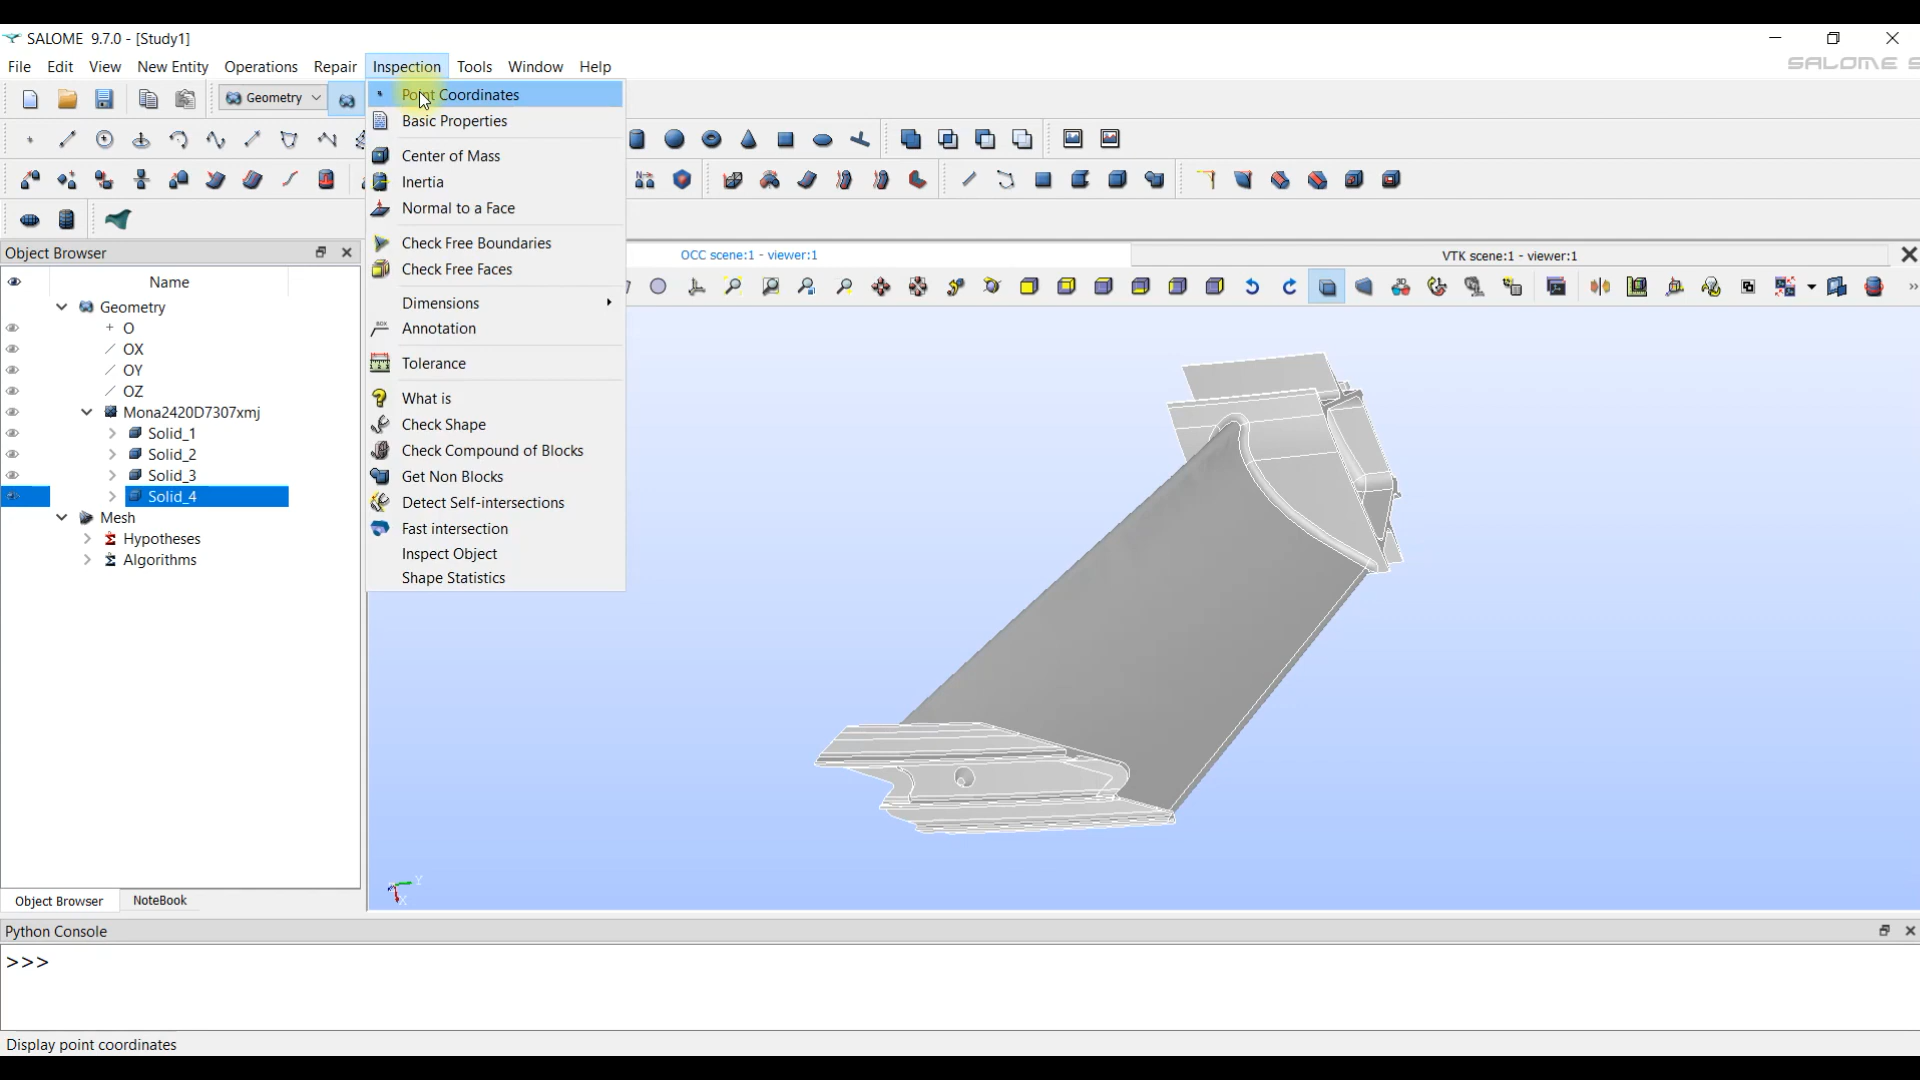 SALOME 9.7.0 - [Study1]
File Edit View New Entity Operations Repair Inspection Tools Window Help
SALOME
Geometry
Point Coordinates
Basic Properties
Center of Mass
Inertia
Normal to a Face
Check Free Boundaries
Check Free Faces
Dimensions
Annotation
Tolerance
What is
Check Shape
Check Compound of Blocks
Get Non Blocks
Detect Self-intersections
Fast intersection
Inspect Object
Shape Statistics
Object Browser
OCC scene:1 - viewer:1
VTK scene:1 - viewer:1
Name
Geometry
O
OX
OY
OZ
Mona2420D7307xmj
Solid_1
Solid_2
Solid_3
Solid_4
Mesh
Hypotheses
Algorithms
Y
X
Object Browser NoteBook
Python Console
>>>
Display point coordinates